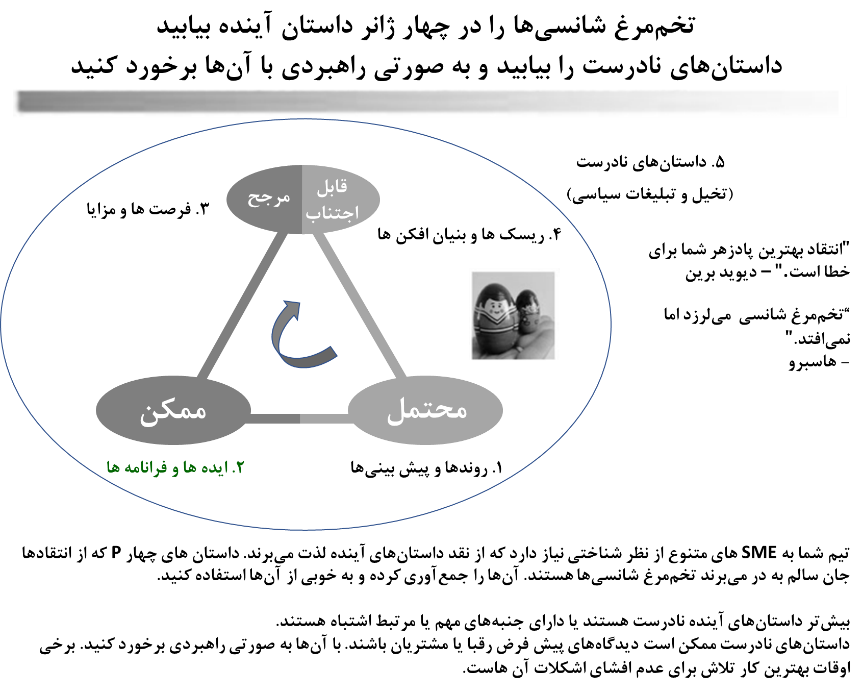 تخم‌مرغ شانسی‌ها را در چهار ژانر داستان آینده بیابید
داستان‌های نادرست را بیابید و به صورتی راهبردی با آن‌ها برخورد کنید
۵. داستان‌های نادرست
(تخیل و تبلیغات سیاسی)
قابل
اجتناب
مرجح
۳. فرصت ها و مزایا
۴. ریسک ها و بنیان افکن ها
"انتقاد بهترین پادزهر شما برای
خطا است." – دیوید برین
“تخم‌مرغ شانسی می‌لرزد اما
نمی‌افتد."
– هاسبرو
محتمل
ممکن
۱. روندها و پیش بینی‌ها
۲. ایده ها و فرانامه ها
تیم شما به SME های متنوع از نظر شناختی نیاز دارد که از نقد داستان‌های آینده لذت می‌برند. داستان های چهار P که از انتقادها
جان سالم به در می‌برند تخم‌مرغ شانسی‌ها هستند. آن‌ها را جمع‌آوری کرده و به خوبی از آن‌ها استفاده کنید.
بیش‌تر داستان‌های آینده نادرست هستند یا دارای جنبه‌های مهم یا مرتبط اشتباه هستند.
داستان‌های نادرست ممکن است دیدگاه‌های پیش فرض رقبا یا مشتریان باشند. با آن‌ها به صورتی راهبردی برخورد کنید. برخی
اوقات بهترین کار تلاش برای عدم افشای اشکلات آن هاست.